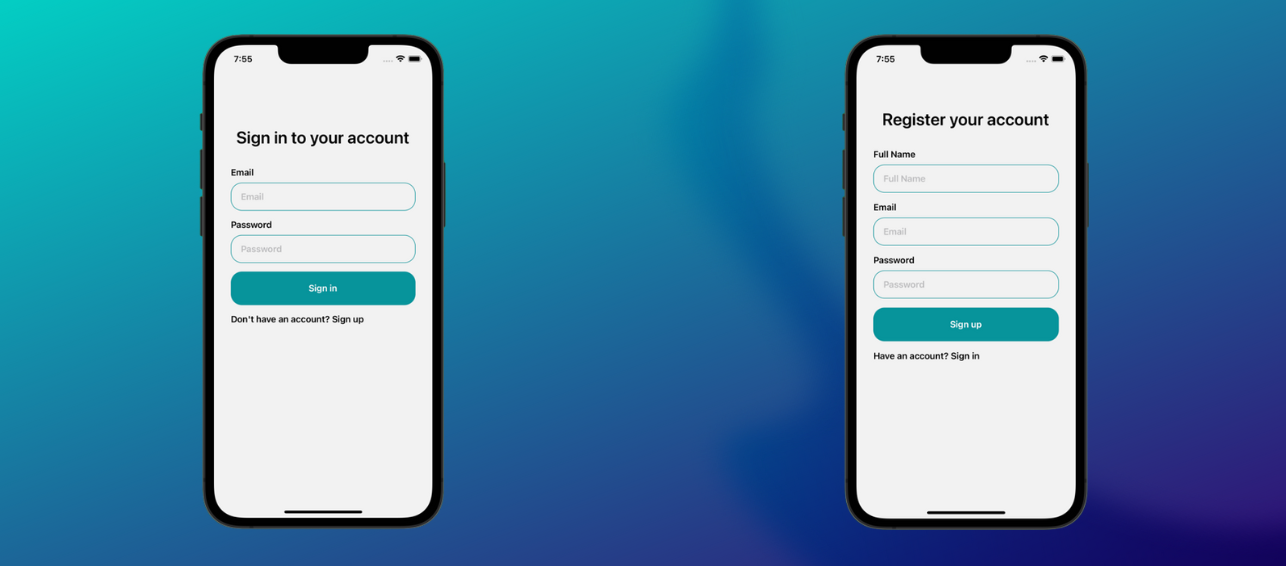 7:55
Sign in to your account
Email
Email
Password
Password
Sign in
Don't have an account? Sign up
7:55
Register your account
Full Name
Full Name
Email
Email
Password
Password
Sign up
Have an account? Sign in